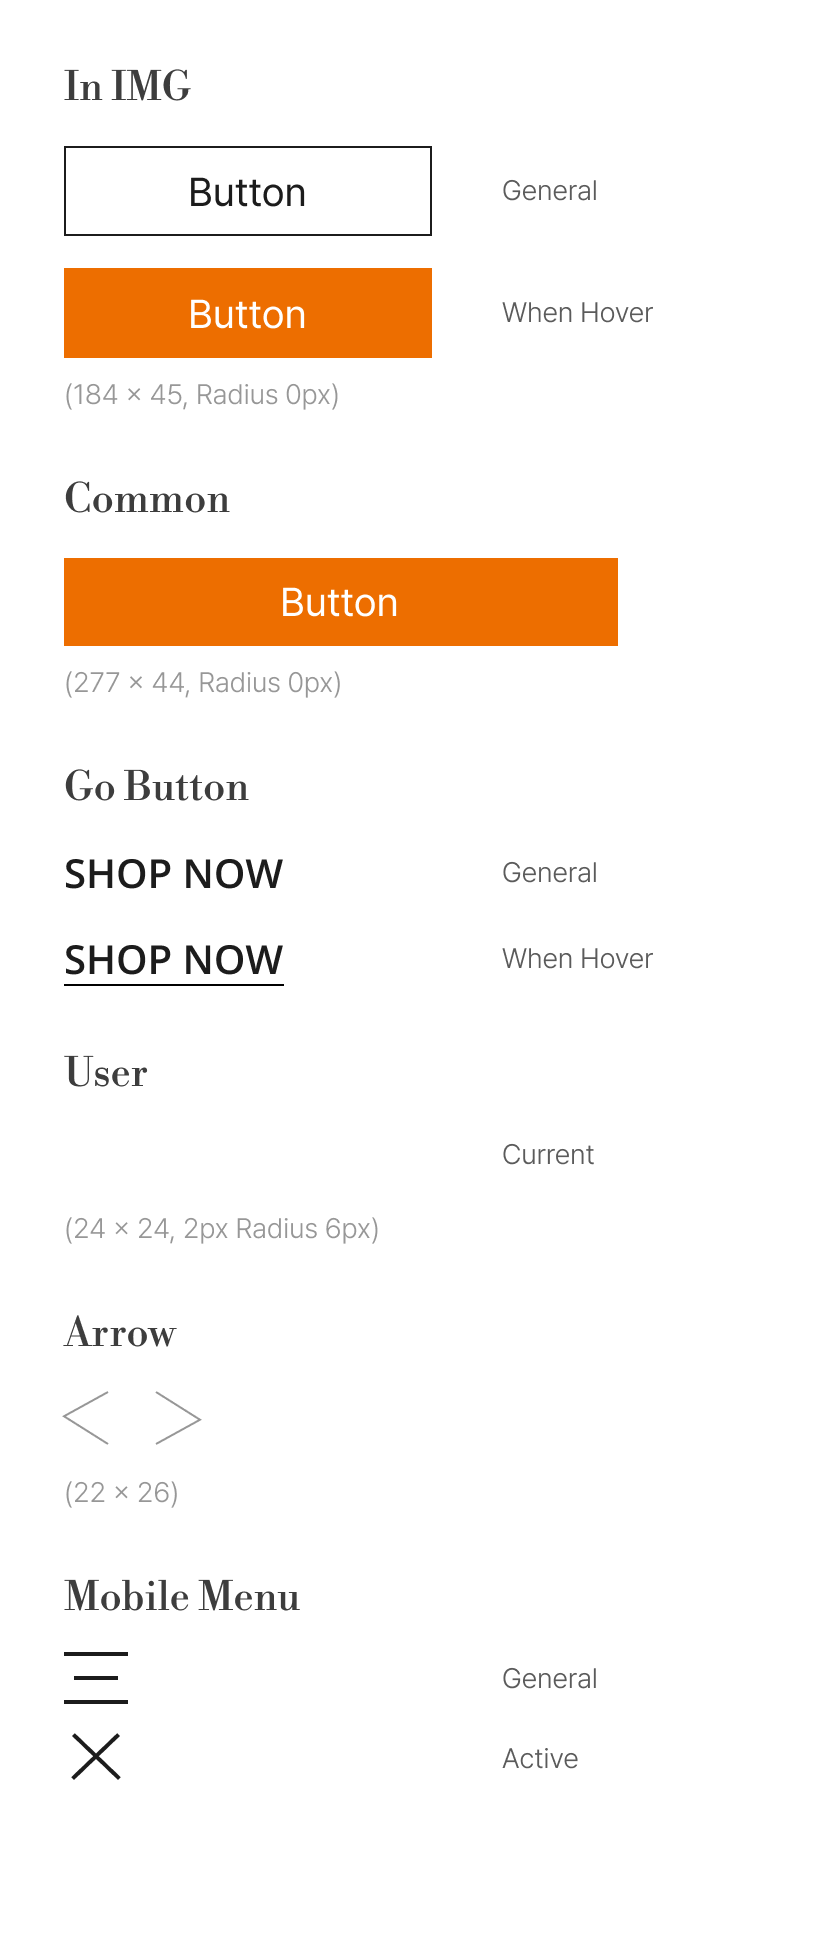 In IMG
Button
General
Button
When Hover
(184 × 45, Radius 0px)
Common
Button
(277 × 44, Radius 0px)
Go Button
SHOP NOW
General
SHOP NOW
When Hover
User
Current
(24 × 24, 2px Radius 6px)
Arrow
(22 × 26)
Mobile Menu
General
Active